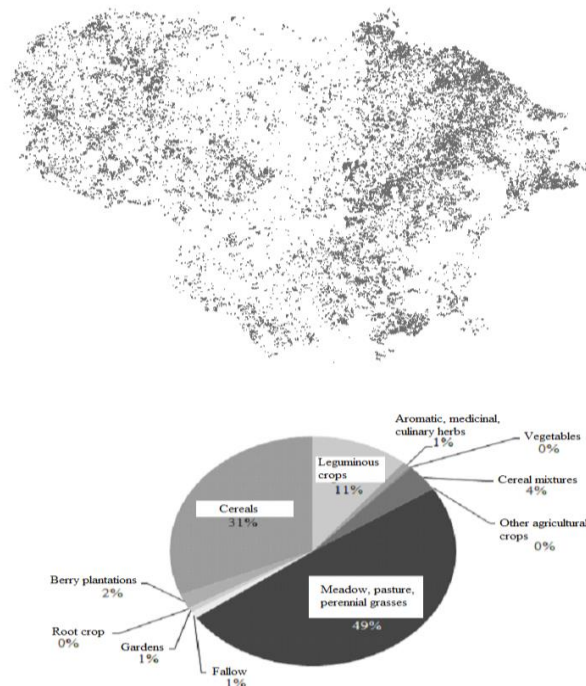 Aromatic, medicinal,
culinary herbs
1%
Vegetables
0%
Leguminous
crops
11%
Cereal mixtures
4%
Cereals
31%
Other agricultural
crops
0%
Berry plantations
2%
Meadow, pasture,
perennial grasses
49%
Root crop
0%
Gardens
1%
Fallow
1%